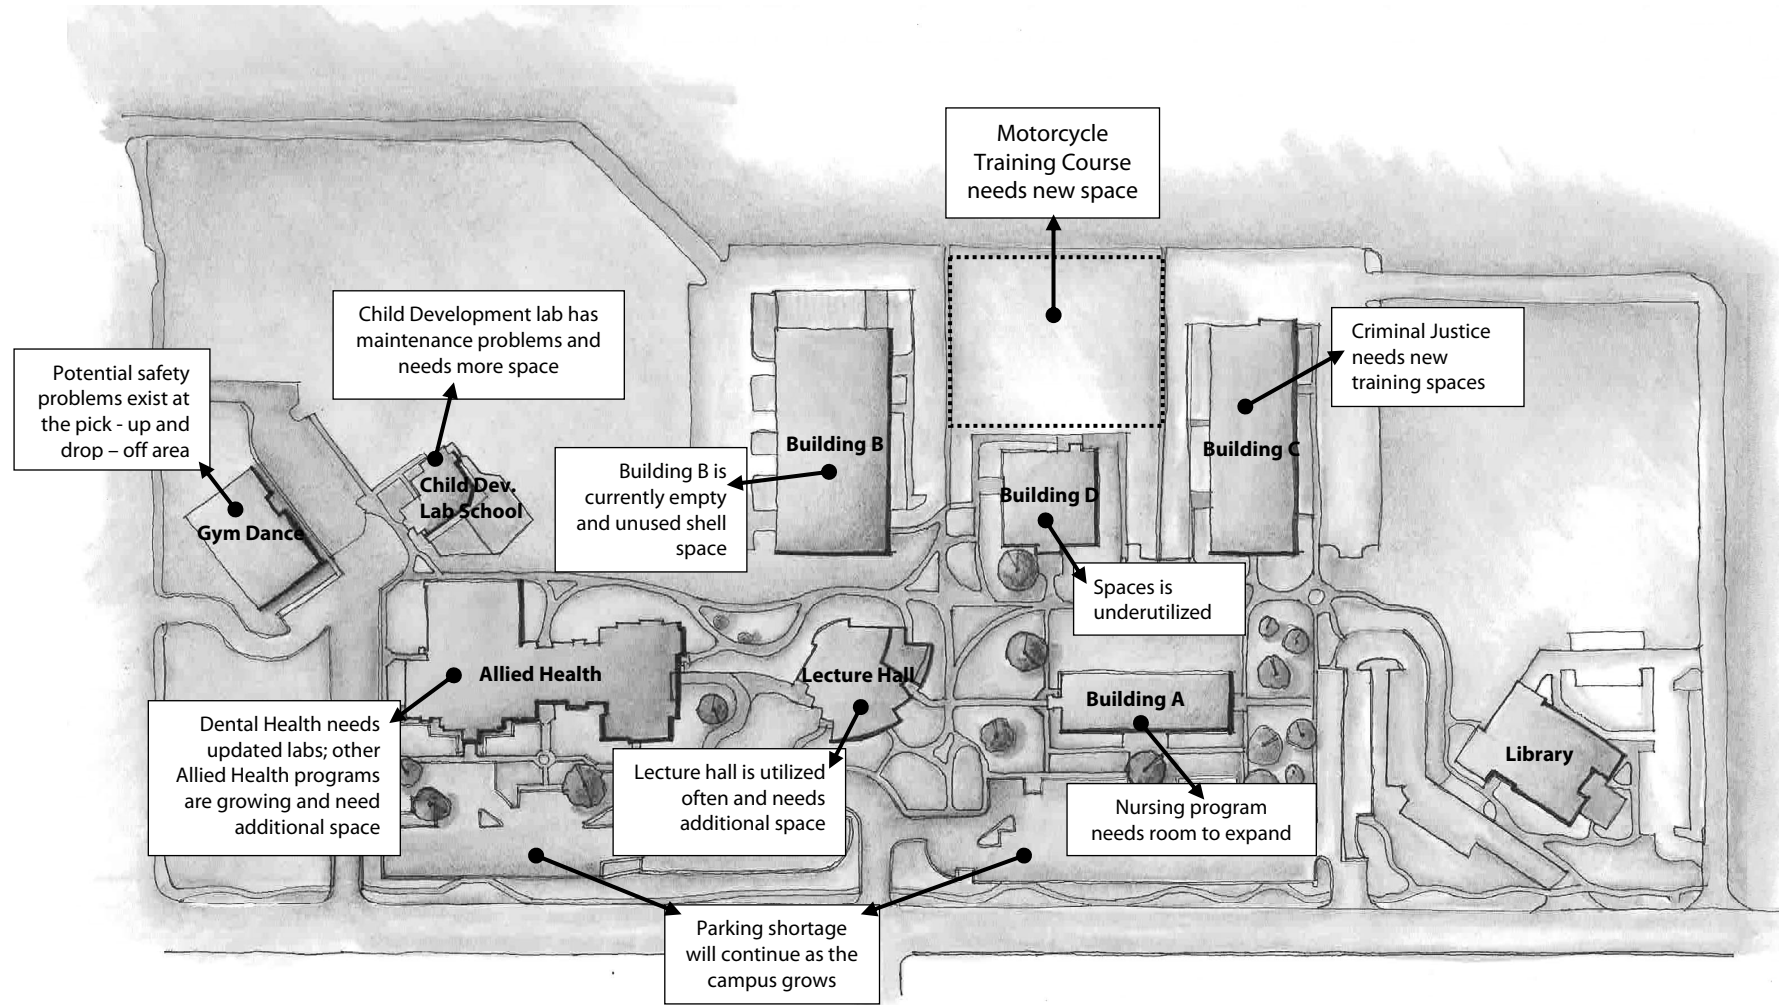 Motorcycle
Training Course
needs new space
Child Development lab has
maintenance problems and
needs more space
Criminal Justice
needs new
training spaces
Potential safety
problems exist at
the pick - up and
drop – off area
Building B
Building C
Building B is
currently empty
and unused shell
space
Child Dev.
Lab School
Building D
Gym Dance
Spaces is
underutilized
Allied Health
Lecture Hall
Building A
Library
Dental Health needs
updated labs; other
Allied Health programs
are growing and need
additional space
Lecture hall is utilized
often and needs
additional space
Nursing program
needs room to expand
Parking shortage
will continue as the
campus grows